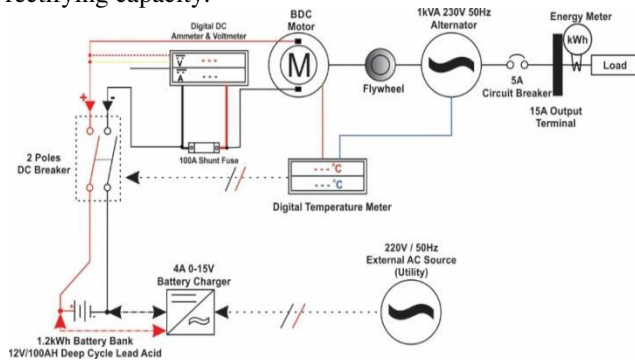 rectifying capacity.
Digital DC
Ammeter & Voltmeter
BDC
Motor
1kVA 230V 50Hz
Alternator
Energy Meter
kWh
V
A
- - -
- - -
M
Flywheel
5A
Circuit Breaker
Load
15A Output
Terminal
+
-
2 Poles
DC Breaker
100A Shunt Fuse
- - - °C
- - - °C
Digital Temperature Meter
4A 0-15V
Battery Charger
220V / 50Hz
External AC Source
(Utility)
1.2kWh Battery Bank
12V/100AH Deep Cycle Lead Acid